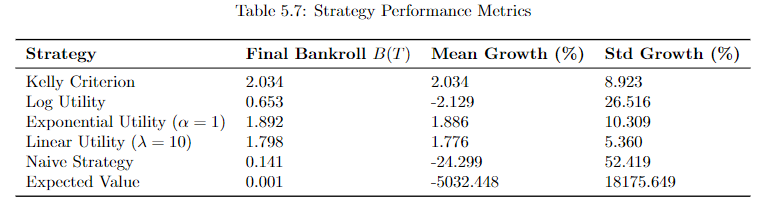 Table 5.7: Strategy Performance Metrics
Strategy Final Bankroll B(T) Mean Growth (%) Std Growth (%)
Kelly Criterion 2.034 2.034 8.923
Log Utility 0.653 -2.129 26.516
Exponential Utility (α = 1) 1.892 1.886 10.309
Linear Utility (λ = 10) 1.798 1.776 5.360
Naive Strategy 0.141 -24.299 52.419
Expected Value 0.001 -5032.448 18175.649